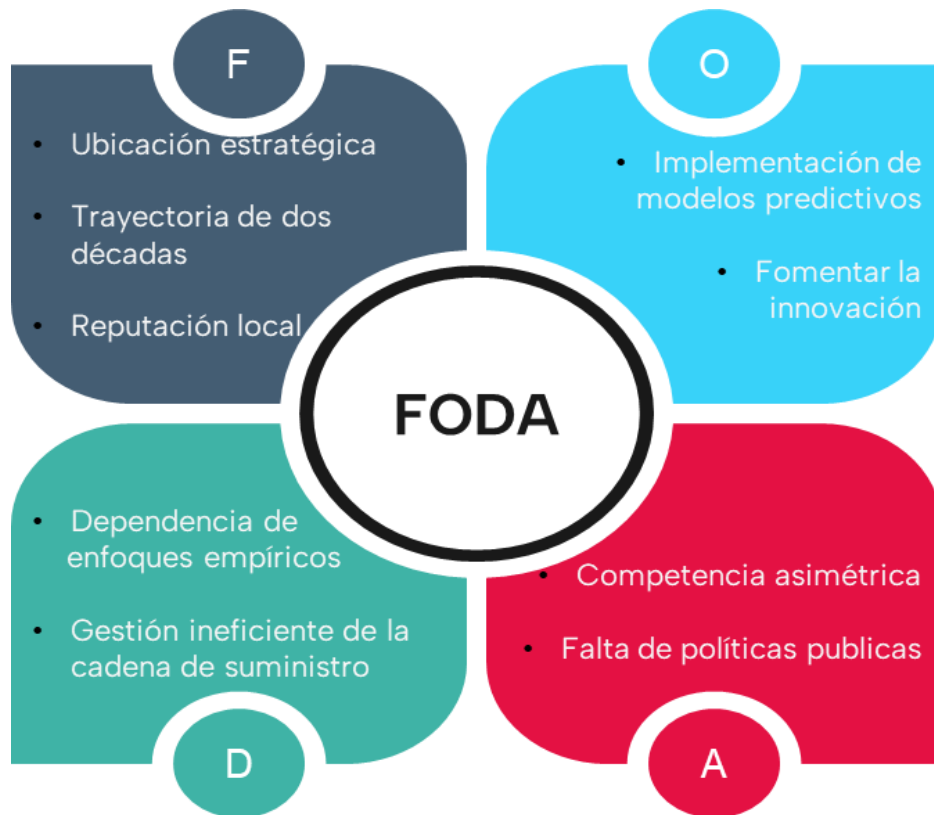 F
Ubicación estratégica
Trayectoria de dos
décadas
Reputación local
O
Implementación de
modelos predictivos
Fomentar la
innovación
FODA
Dependencia de
enfoques empíricos
Gestión ineficiente de la
cadena de suministro
D
Competencia asimétrica
Falta de políticas publicas
A